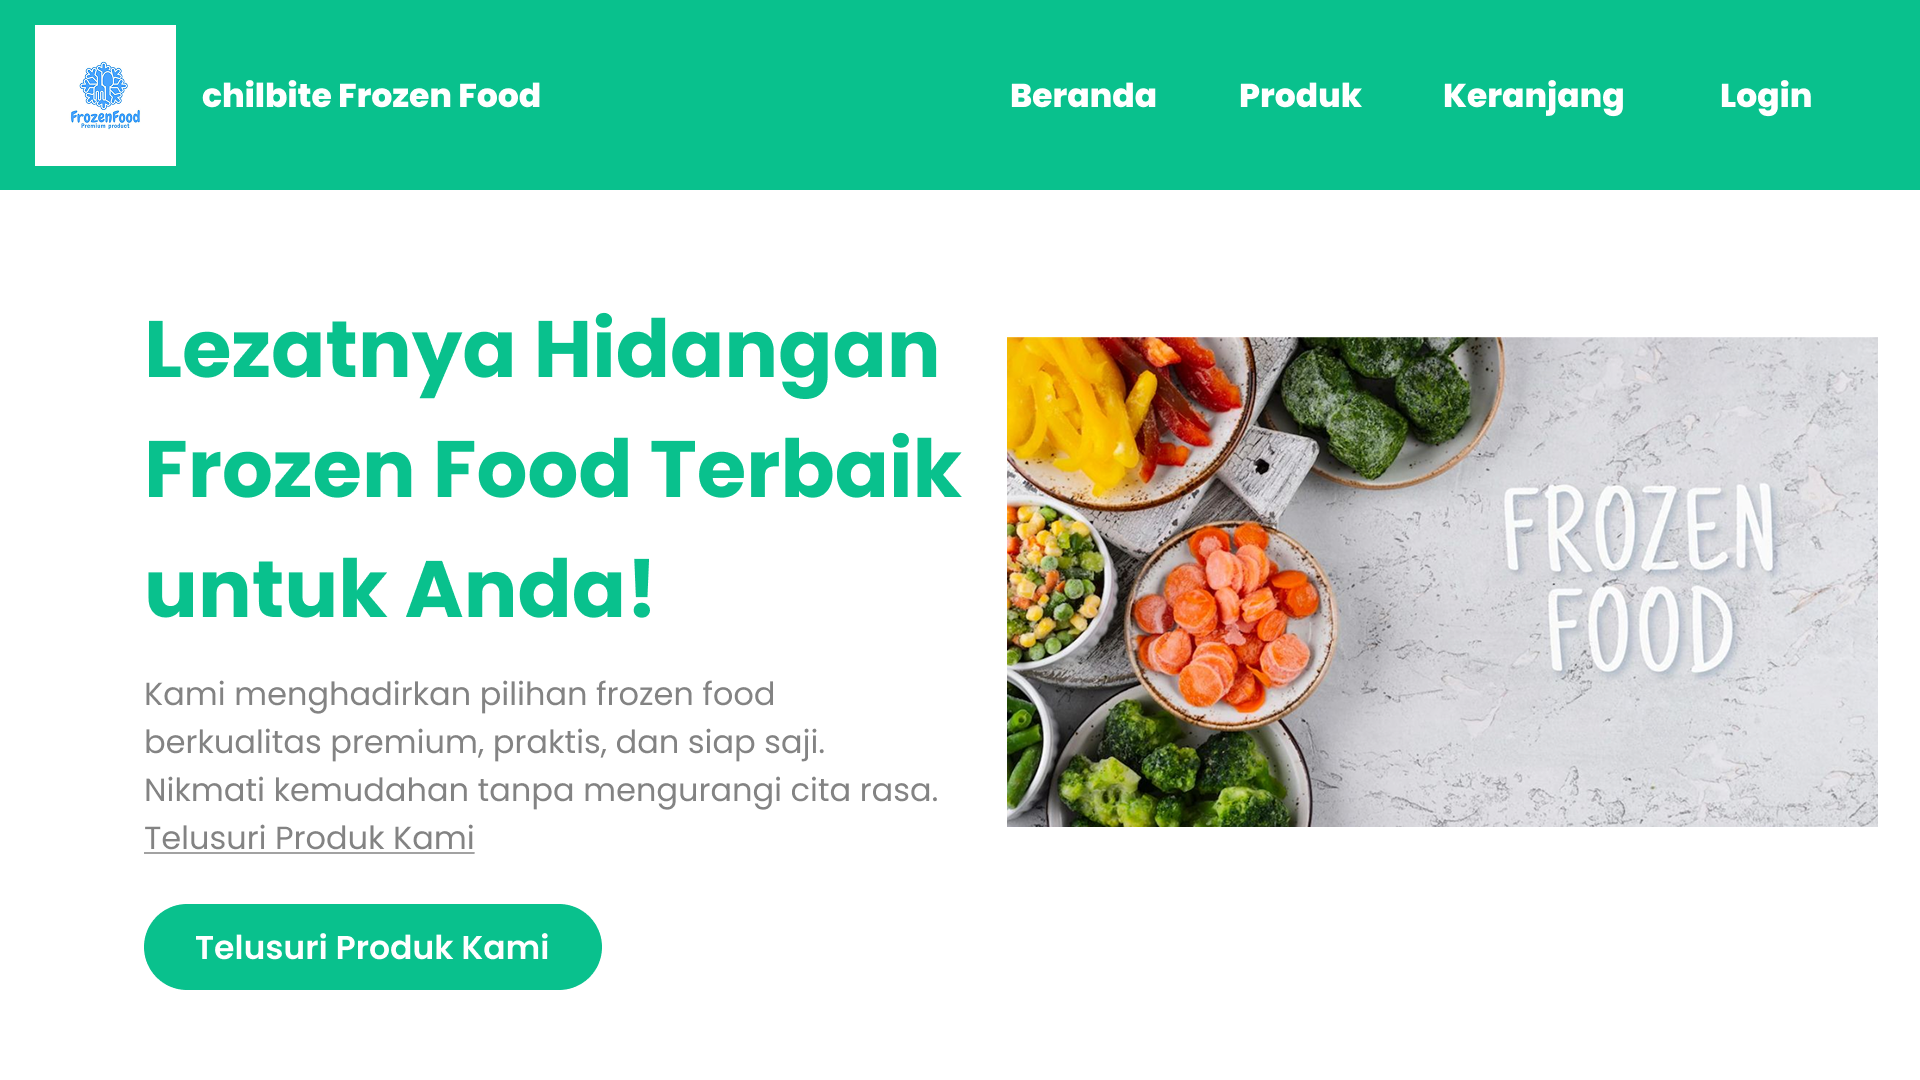 FrozenFood
Premium product
chilbite Frozen Food
Beranda
Produk
Keranjang
Login
Lezatnya Hidangan
Frozen Food Terbaik
untuk Anda!
Kami menghadirkan pilihan frozen food
berkualitas premium, praktis, dan siap saji.
Nikmati kemudahan tanpa mengurangi cita rasa.
Telusuri Produk Kami
Telusuri Produk Kami
FROZEN
FOOD